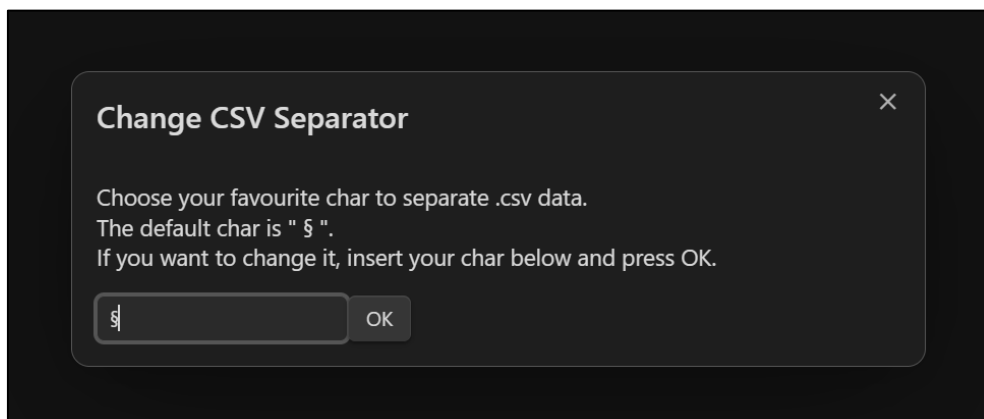 Change CSV Separator
Choose your favourite char to separate .csv data.
The default char is " § ".
If you want to change it, insert your char below and press OK.
§ OK